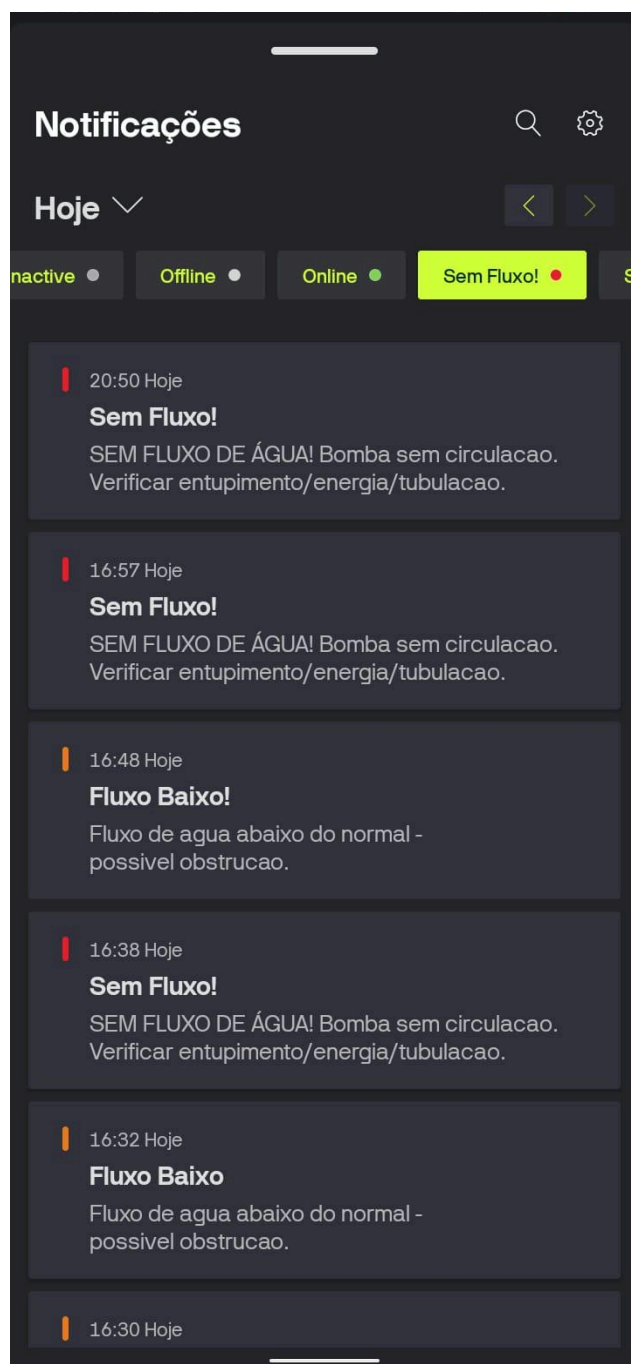 Notificações
Hoje
nactive
Offline
Online
Sem Fluxo!
S
20:50 Hoje
Sem Fluxo!
SEM FLUXO DE ÁGUA! Bomba sem circulacao.
Verificar entupimento/energia/tubulacao.
16:57 Hoje
Sem Fluxo!
SEM FLUXO DE ÁGUA! Bomba sem circulacao.
Verificar entupimento/energia/tubulacao.
16:48 Hoje
Fluxo Baixo!
Fluxo de agua abaixo do normal -
possivel obstrucao.
16:38 Hoje
Sem Fluxo!
SEM FLUXO DE ÁGUA! Bomba sem circulacao.
Verificar entupimento/energia/tubulacao.
16:32 Hoje
Fluxo Baixo
Fluxo de agua abaixo do normal -
possivel obstrucao.
16:30 Hoje